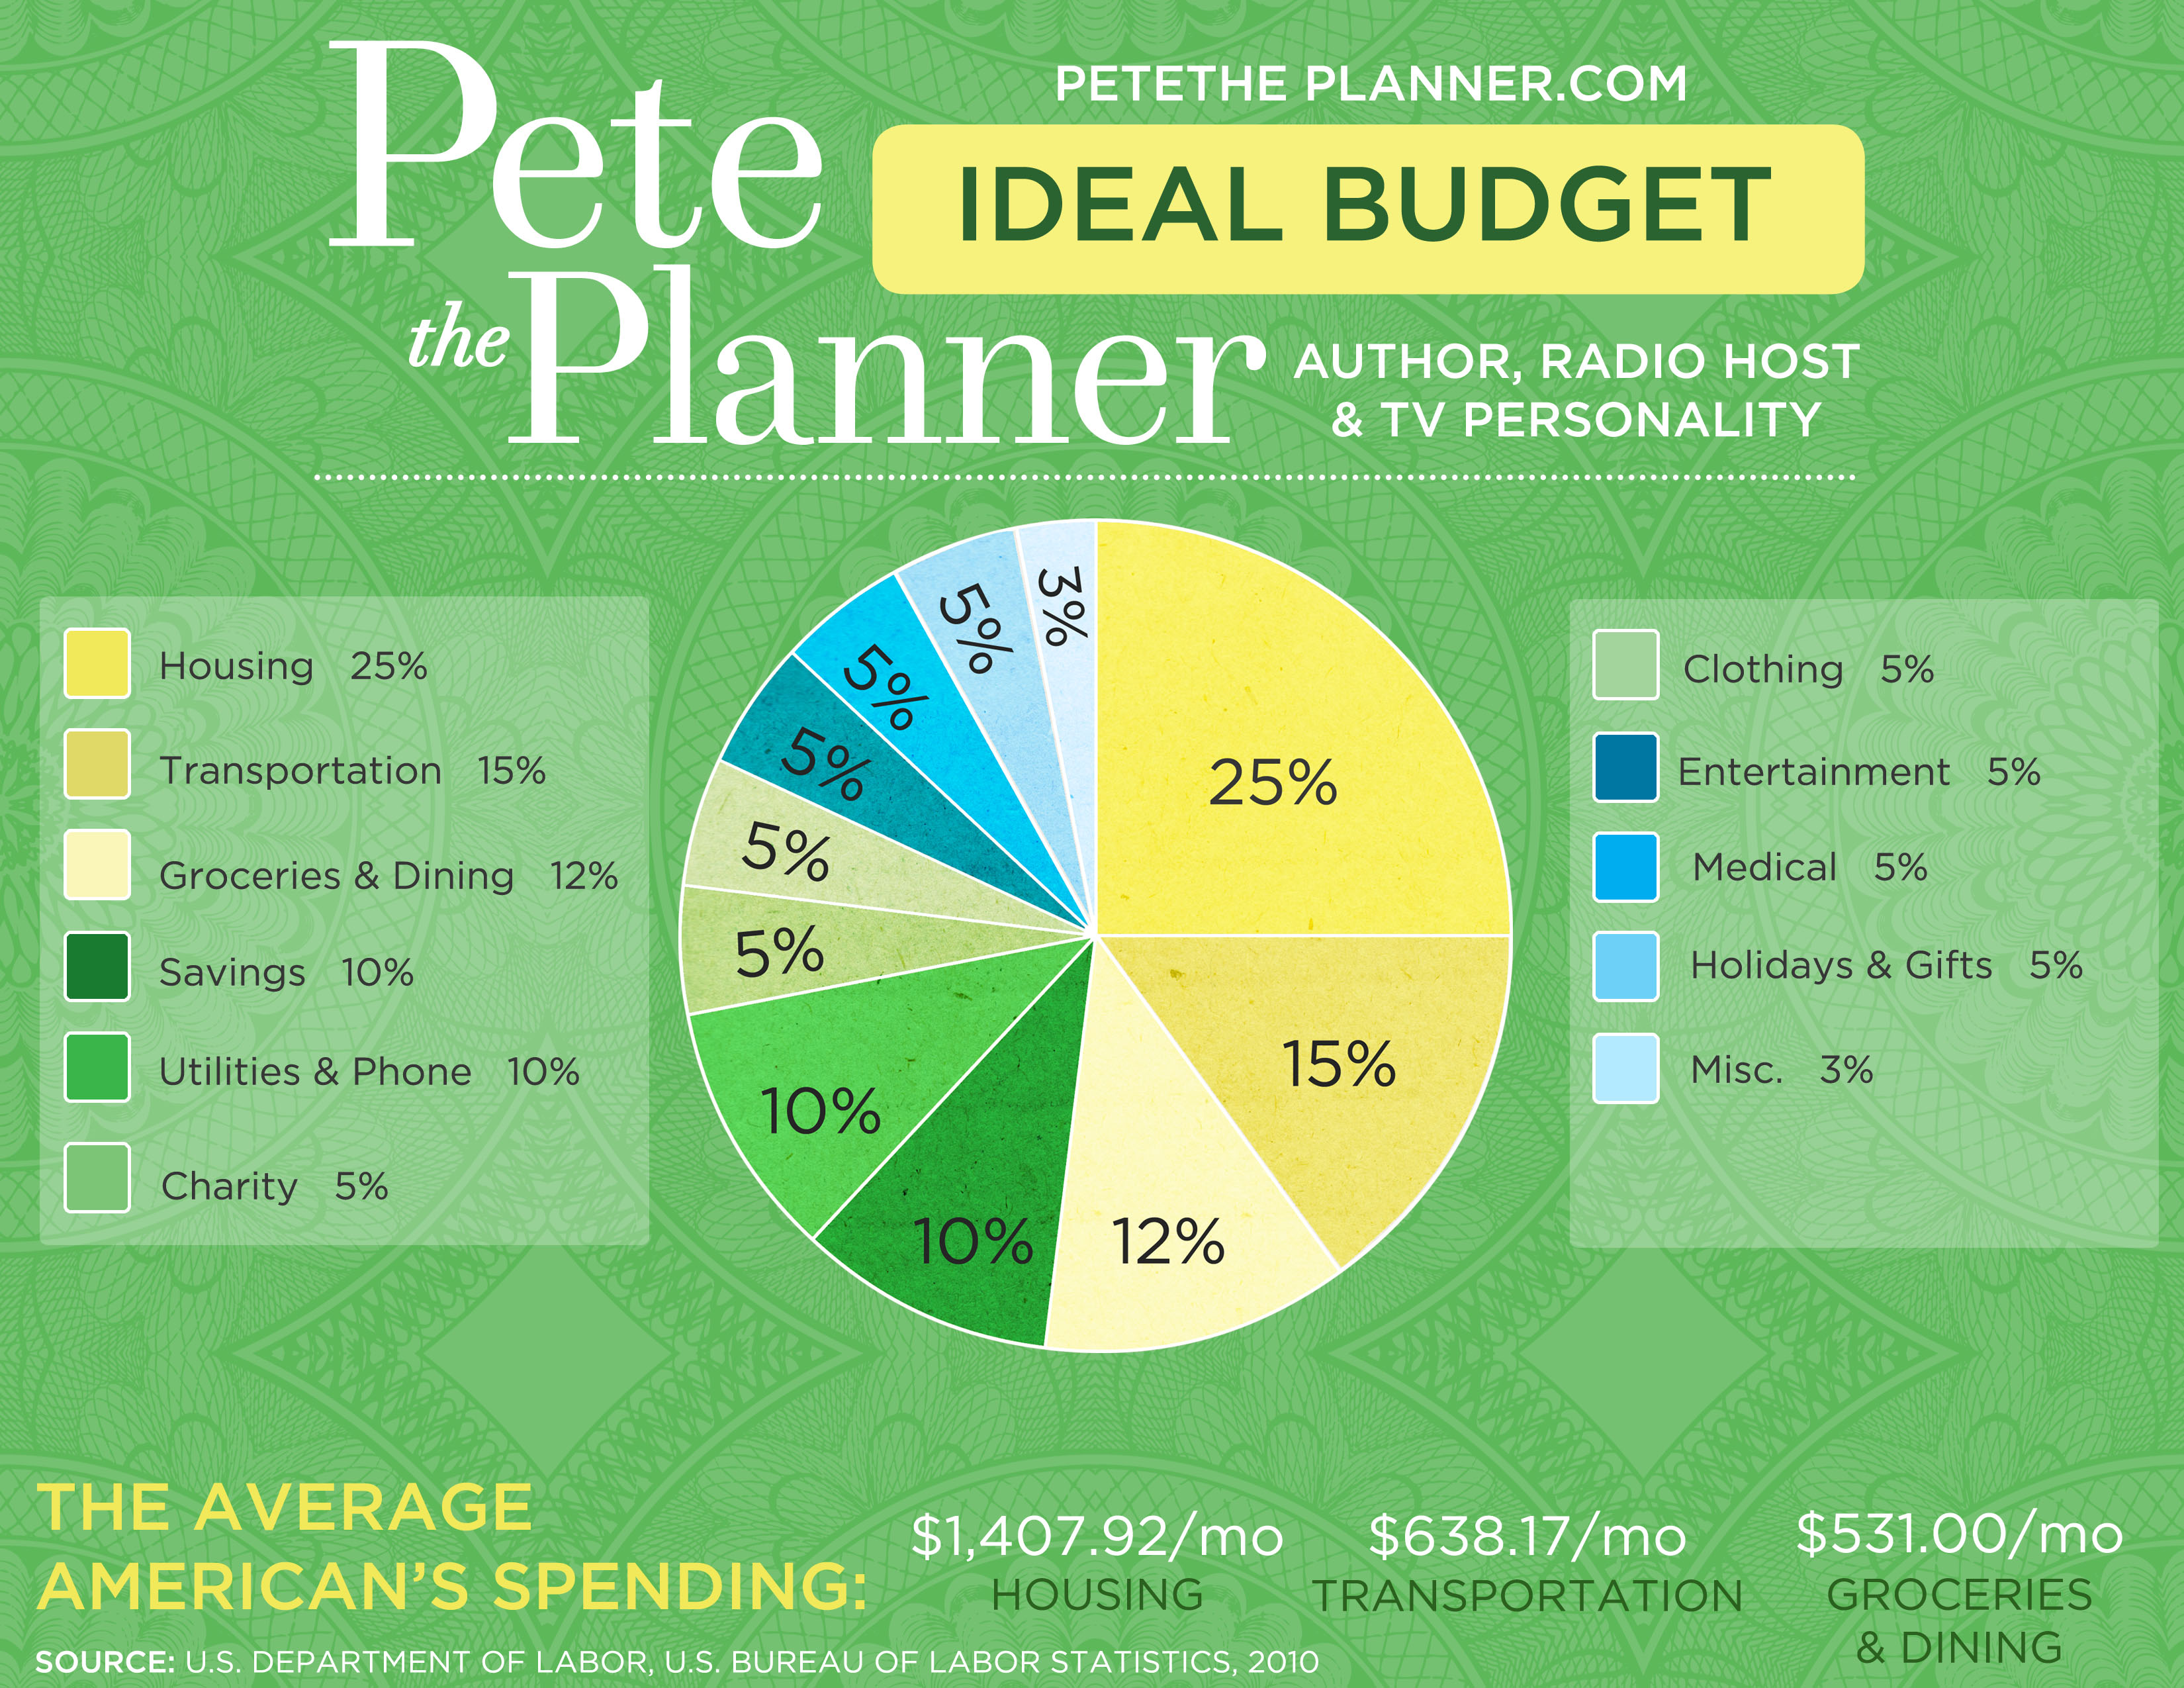 Pete
the Planner
PETETHE PLANNER.COM
IDEAL BUDGET
AUTHOR, RADIO HOST
& TV PERSONALITY
Housing 25%
Transportation 15%
Groceries & Dining 12%
Savings 10%
Utilities & Phone 10%
Charity 5%
25%
15%
12%
10%
10%
5%
5%
5%
5%
5%
3%
Clothing 5%
Entertainment 5%
Medical 5%
Holidays & Gifts 5%
Misc. 3%
THE AVERAGE
AMERICAN'S SPENDING:
$1,407.92/mo
HOUSING
$638.17/mo
TRANSPORTATION
$531.00/mo
GROCERIES
& DINING
SOURCE: U.S. DEPARTMENT OF LABOR, U.S. BUREAU OF LABOR STATISTICS, 2010